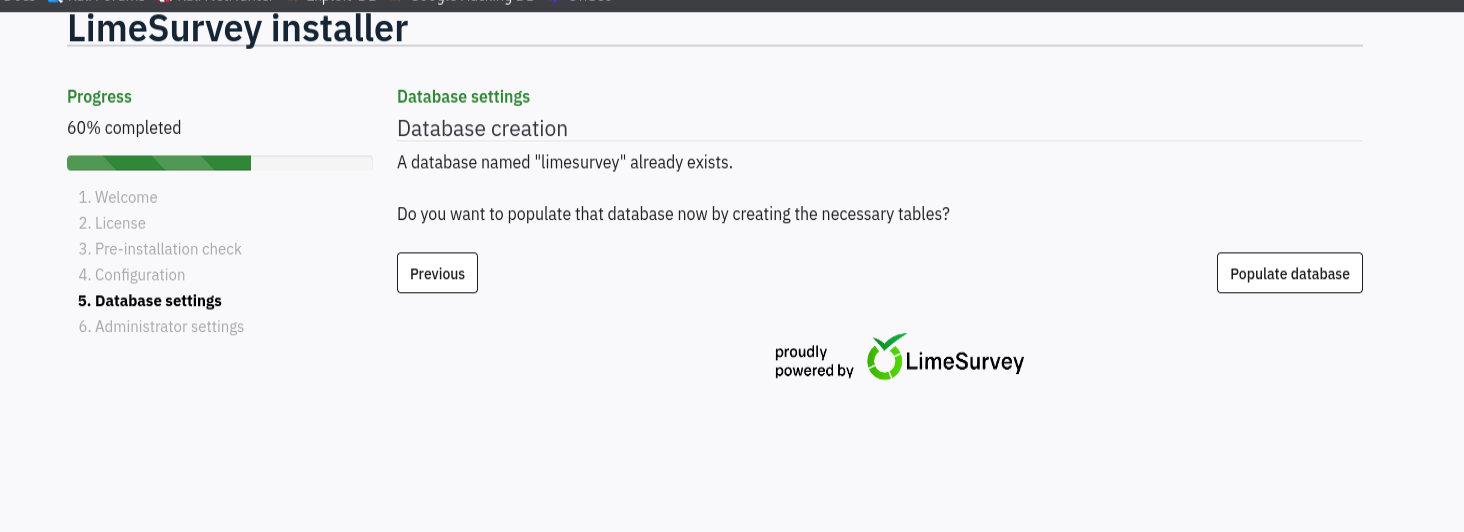 LimeSurvey installer
Progress
60% completed
1. Welcome
2. License
3. Pre-installation check
4. Configuration
5. Database settings
6. Administrator settings
Database settings
Database creation
A database named "limesurvey" already exists.
Do you want to populate that database now by creating the necessary tables?
Previous
Populate database
proudly
powered by
LimeSurvey